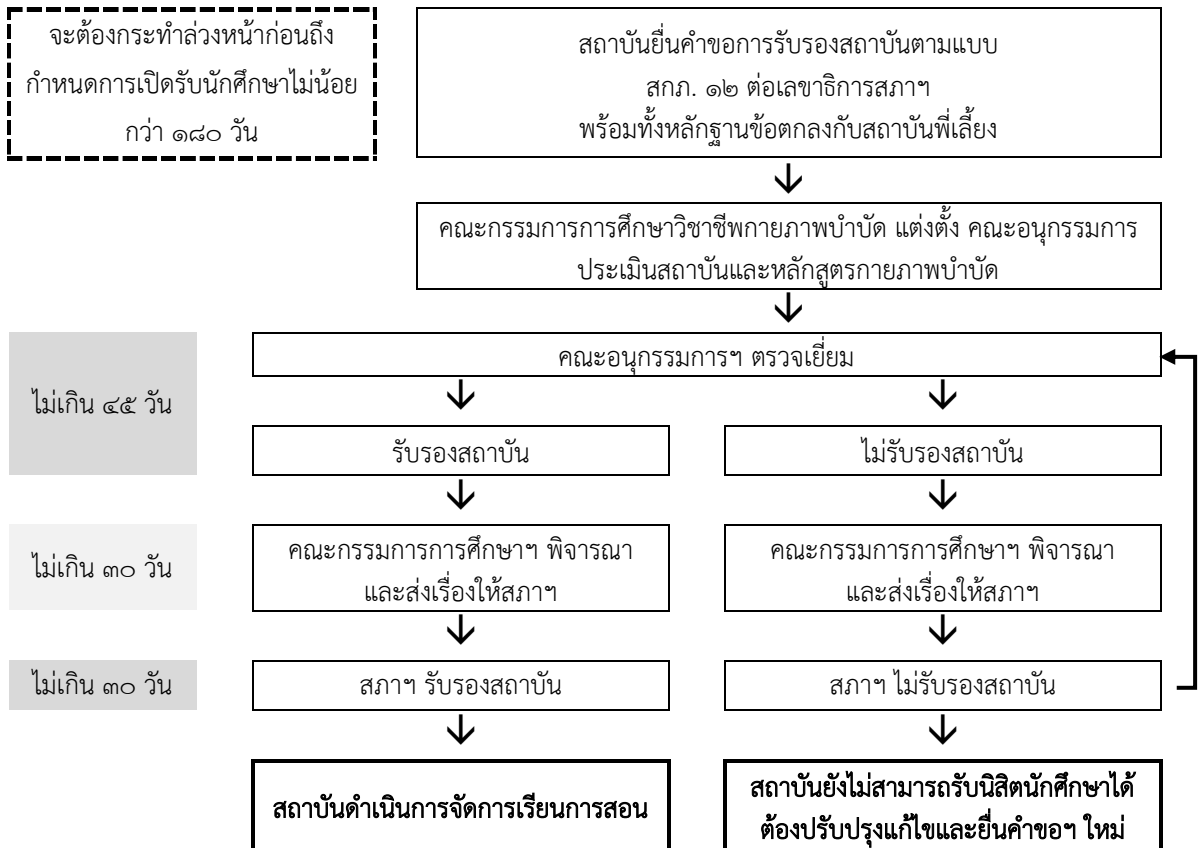 จะต้องกระทำล่วงหน้าก่อนถึง
กำหนดการเปิดรับนักศึกษาไม่น้อย
กว่า ๑๘๐ วัน
สถาบันยื่นคำขอการรับรองสถาบันตามแบบ
สกภ. ๑๒ ต่อเลขาธิการสภาฯ
พร้อมทั้งหลักฐานข้อตกลงกับสถาบันพี่เลี้ยง
คณะกรรมการการศึกษาวิชาชีพกายภาพบำบัด แต่งตั้ง คณะอนุกรรมการ
ประเมินสถาบันและหลักสูตรกายภาพบำบัด
คณะอนุกรรมการฯ ตรวจเยี่ยม
ไม่เกิน ๔๕ วัน
รับรองสถาบัน
ไม่รับรองสถาบัน
ไม่เกิน ๓๐ วัน
คณะกรรมการการศึกษาฯ พิจารณา
และส่งเรื่องให้สภาฯ
คณะกรรมการการศึกษาฯ พิจารณา
และส่งเรื่องให้สภาฯ
ไม่เกิน ๓๐ วัน
สภาฯ รับรองสถาบัน
สภาฯ ไม่รับรองสถาบัน
สถาบันดำเนินการจัดการเรียนการสอน
สถาบันยังไม่สามารถรับนิสิตนักศึกษาได้
ต้องปรับปรุงแก้ไขและยื่นคำขอฯ ใหม่